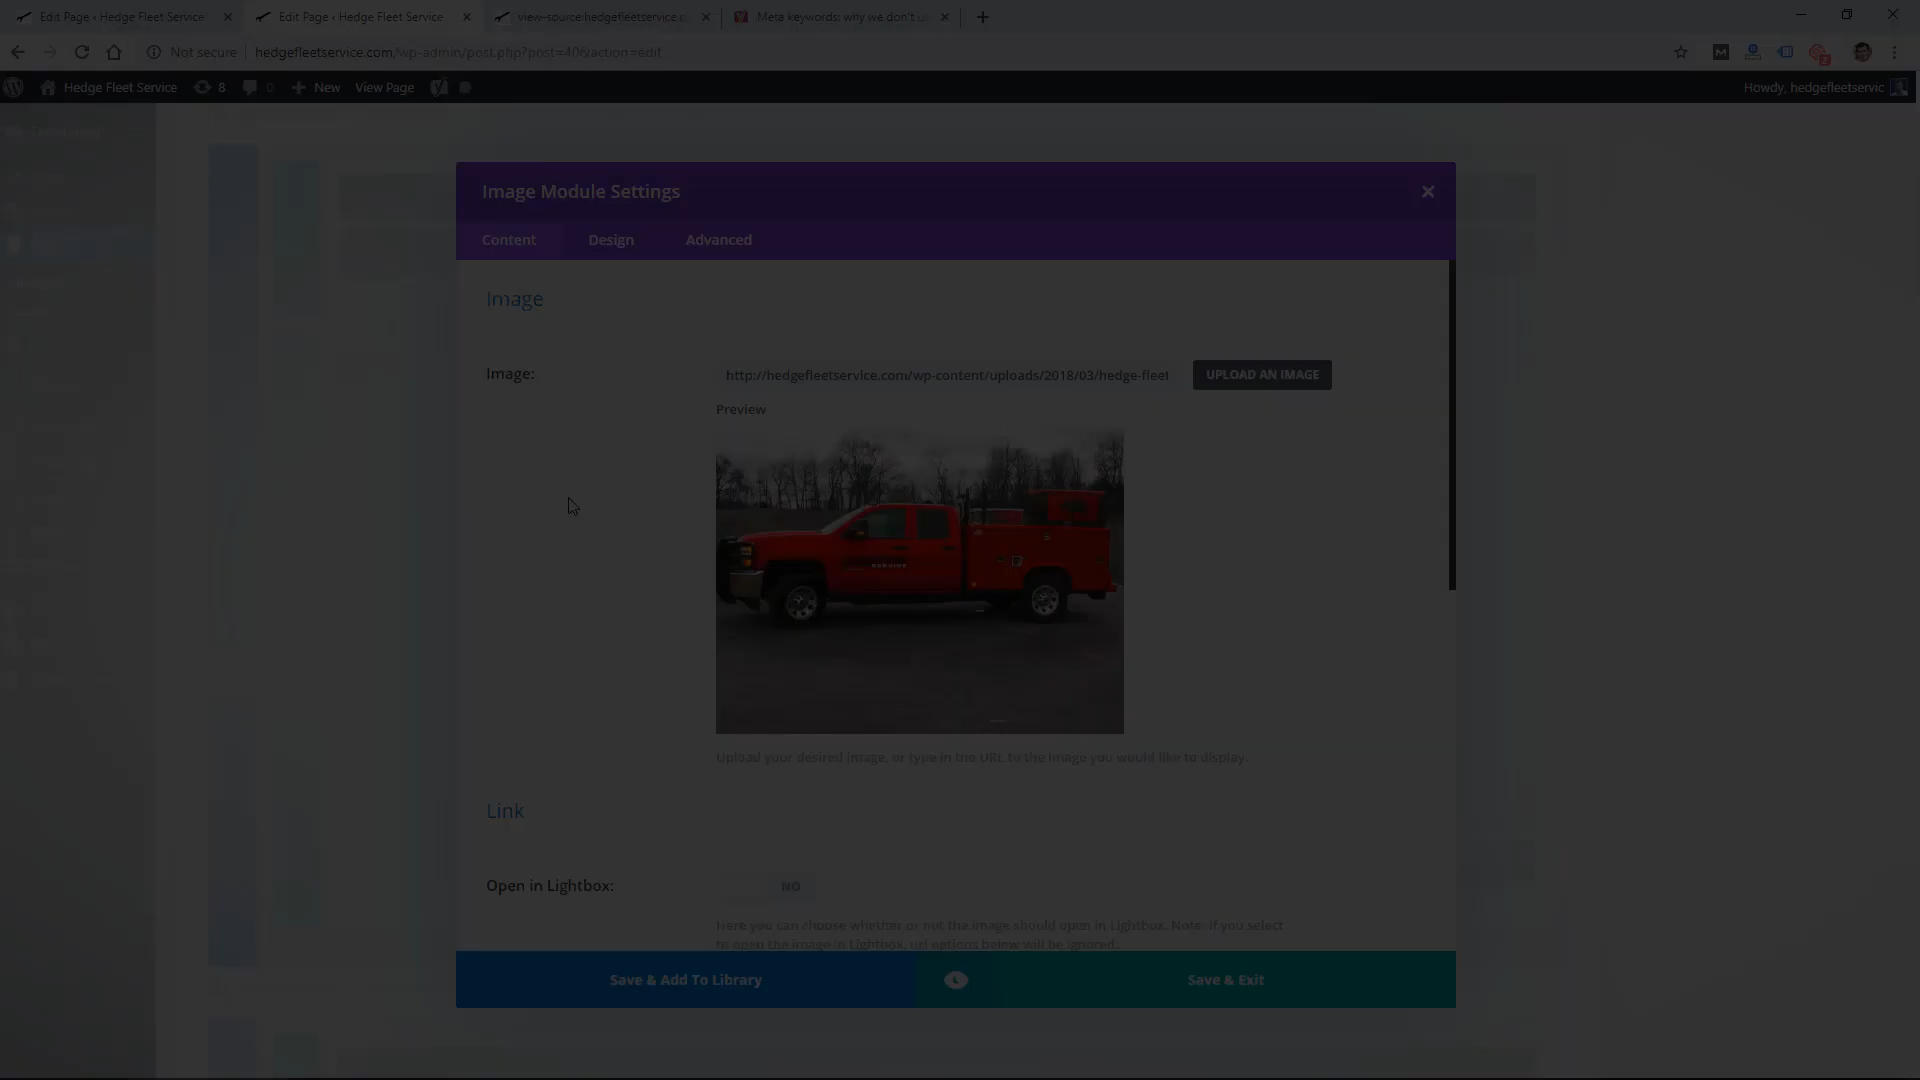 Edit Page ‹ Hedge Fleet Service
Edit Page ‹ Hedge Fleet Service
view-source:hedgefleetservice.c
Meta keywords: why we don't us
Not secure
hedgefleetservice.com/wp-admin/post.php?post=406&action=edit
Hedge Fleet Service
8
0
New
View Page
Howdy, hedgefleetservic
Image Module Settings
Content
Design
Advanced
Image
Image:
http://hedgefleetservice.com/wp-content/uploads/2018/03/hedge-fleet
UPLOAD AN IMAGE
Preview
Upload your desired image, or type in the URL to the image you would like to display.
Link
Open in Lightbox:
NO
Here you can choose whether or not the image should open in Lightbox. Note: if you select
to open the image in Lightbox, url options below will be ignored.
Save & Add To Library
Save & Exit